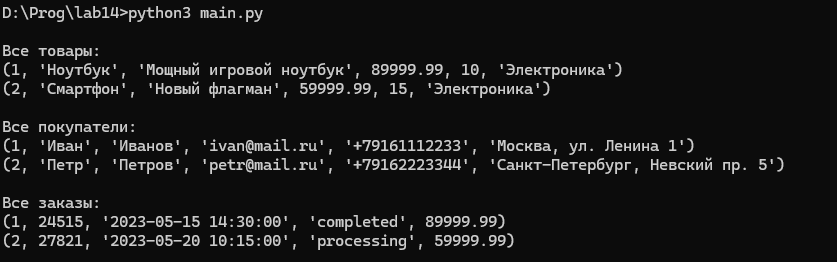 D:\Prog\lab14>python3 main.py
Все товары:
(1, 'Ноутбук', 'Мощный игровой ноутбук', 89999.99, 10, 'Электроника')
(2, 'Смартфон', 'Новый флагман', 59999.99, 15, 'Электроника')
Все покупатели:
(1, 'Иван', 'Иванов', 'ivan@mail.ru', '+79161112233', 'Москва, ул. Ленина 1')
(2, 'Петр', 'Петров', 'petr@mail.ru', '+79162223344', 'Санкт-Петербург, Невский пр. 5')
Все заказы:
(1, 24515, '2023-05-15 14:30:00', 'completed', 89999.99)
(2, 27821, '2023-05-20 10:15:00', 'processing', 59999.99)